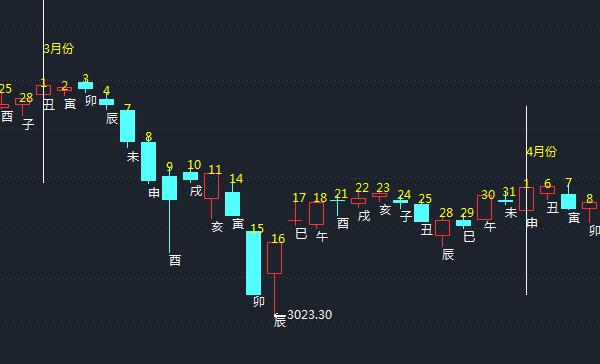 3月份
25 酉
28 子
1 丑
2 寅
3 卯
4 辰
7 未
8 申
9 酉
10 戌
11 亥
14 寅
15 卯
16 辰
3023.30
17 巳
18 午
21 酉
22 戌
23 亥
24 子
25 丑
28 辰
29 巳
30 午
31 未
4月份
1 申
6 丑
7 寅
8 卯